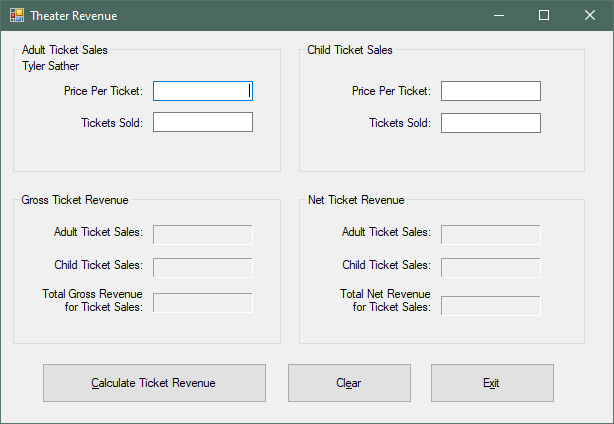 Theater Revenue
Adult Ticket Sales
Tyler Sather
Price Per Ticket:
Tickets Sold:
Child Ticket Sales
Price Per Ticket:
Tickets Sold:
Gross Ticket Revenue
Adult Ticket Sales:
Child Ticket Sales:
Total Gross Revenue
for Ticket Sales:
Net Ticket Revenue
Adult Ticket Sales:
Child Ticket Sales:
Total Net Revenue
for Ticket Sales:
Calculate Ticket Revenue
Clear
Exit